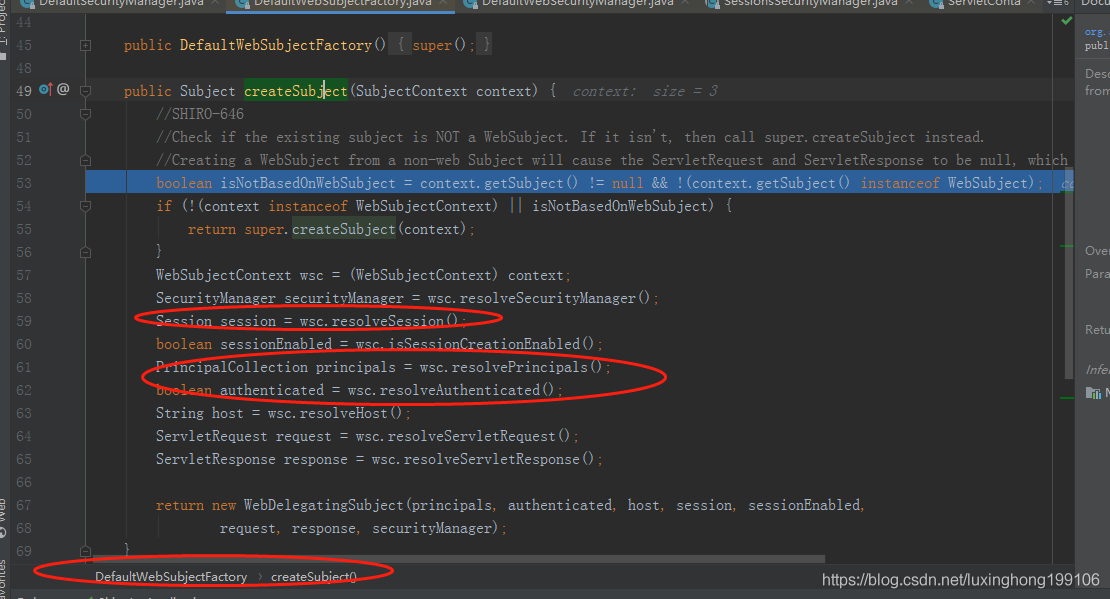 DefaultSecurityManager.java × DefaultWebSubjectFactory.java × DefaultWebSecurityManager.java × SessionsSecurityManager.java × ServletConta
44
45 public DefaultWebSubjectFactory() { super(); }
48
49 public Subject createSubject(SubjectContext context) { context: size = 3
50 //SHIRO-646
51 //Check if the existing subject is NOT a WebSubject. If it isn't, then call super.createSubject instead.
52 //Creating a WebSubject from a non-web Subject will cause the ServletRequest and ServletResponse to be null, which
53 boolean isNotBasedOnWebSubject = context.getSubject() != null && !(context.getSubject() instanceof WebSubject);
54 if (!(context instanceof WebSubjectContext) || isNotBasedOnWebSubject) {
55 return super.createSubject(context);
56 }
57 WebSubjectContext wsc = (WebSubjectContext) context;
58 SecurityManager securityManager = wsc.resolveSecurityManager();
59 Session session = wsc.resolveSession();
60 boolean sessionEnabled = wsc.isSessionCreationEnabled();
61 PrincipalCollection principals = wsc.resolvePrincipals();
62 boolean authenticated = wsc.resolveAuthenticated();
63 String host = wsc.resolveHost();
64 ServletRequest request = wsc.resolveServletRequest();
65 ServletResponse response = wsc.resolveServletResponse();
66
67 return new WebDelegatingSubject(principals, authenticated, host, session, sessionEnabled,
68 request, response, securityManager);
69 }
DefaultWebSubjectFactory › createSubject()
org.
publ
Desc
from
Over
Para
Retu
Infe
https://blog.csdn.net/luxinghong199106